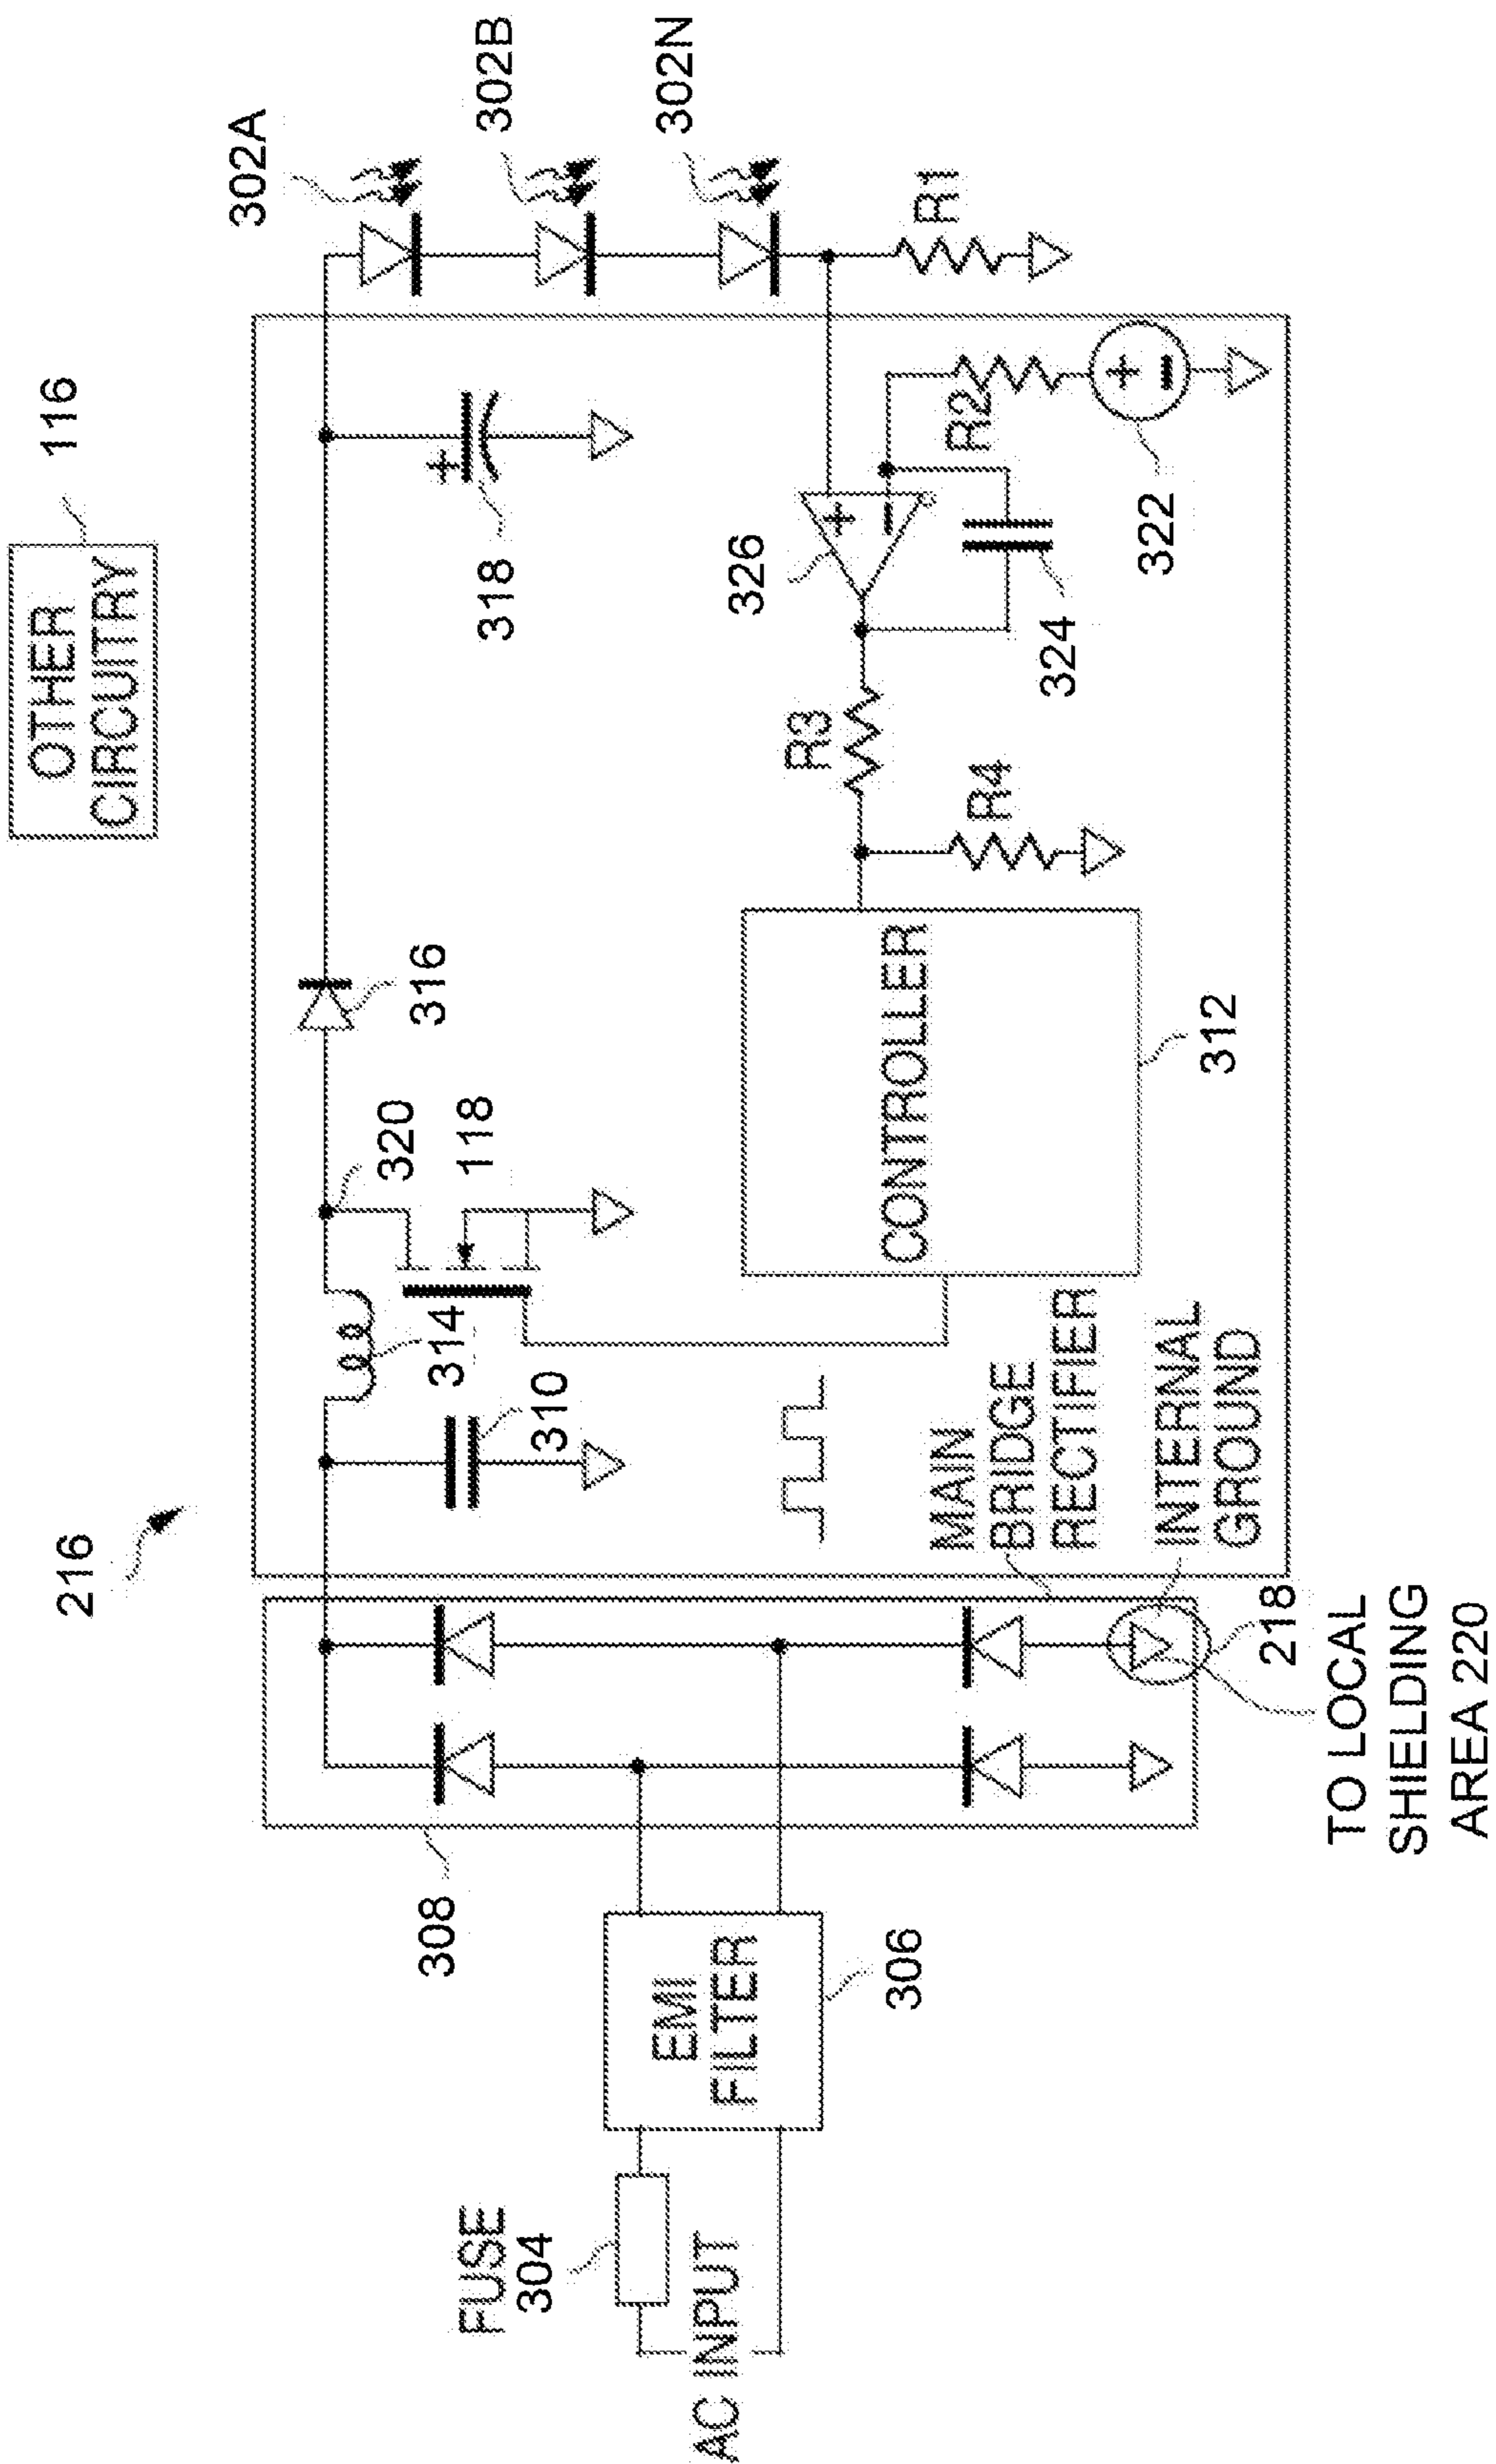 216
OTHER
CIRCUITRY
116
302A
302B
302N
R1
314
320
118
316
318
+
310
326
+
−
R2
+
−
322
324
R3
R4
CONTROLLER
312
308
MAIN
BRIDGE
RECTIFIER
INTERNAL
GROUND
218
TO LOCAL
SHIELDING
AREA 220
EMI
FILTER
306
FUSE
304
AC INPUT